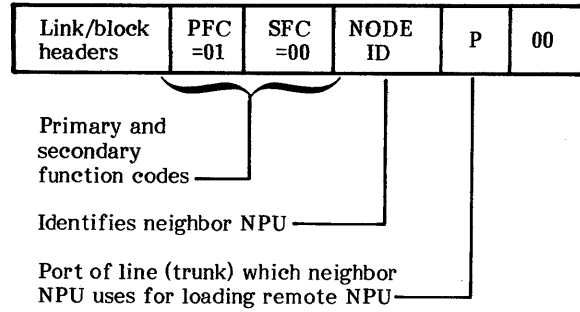 Link/block headers
PFC =01
SFC =00
NODE ID
P
00
Primary and
secondary
function codes
Identifies neighbor NPU
Port of line (trunk) which neighbor
NPU uses for loading remote NPU